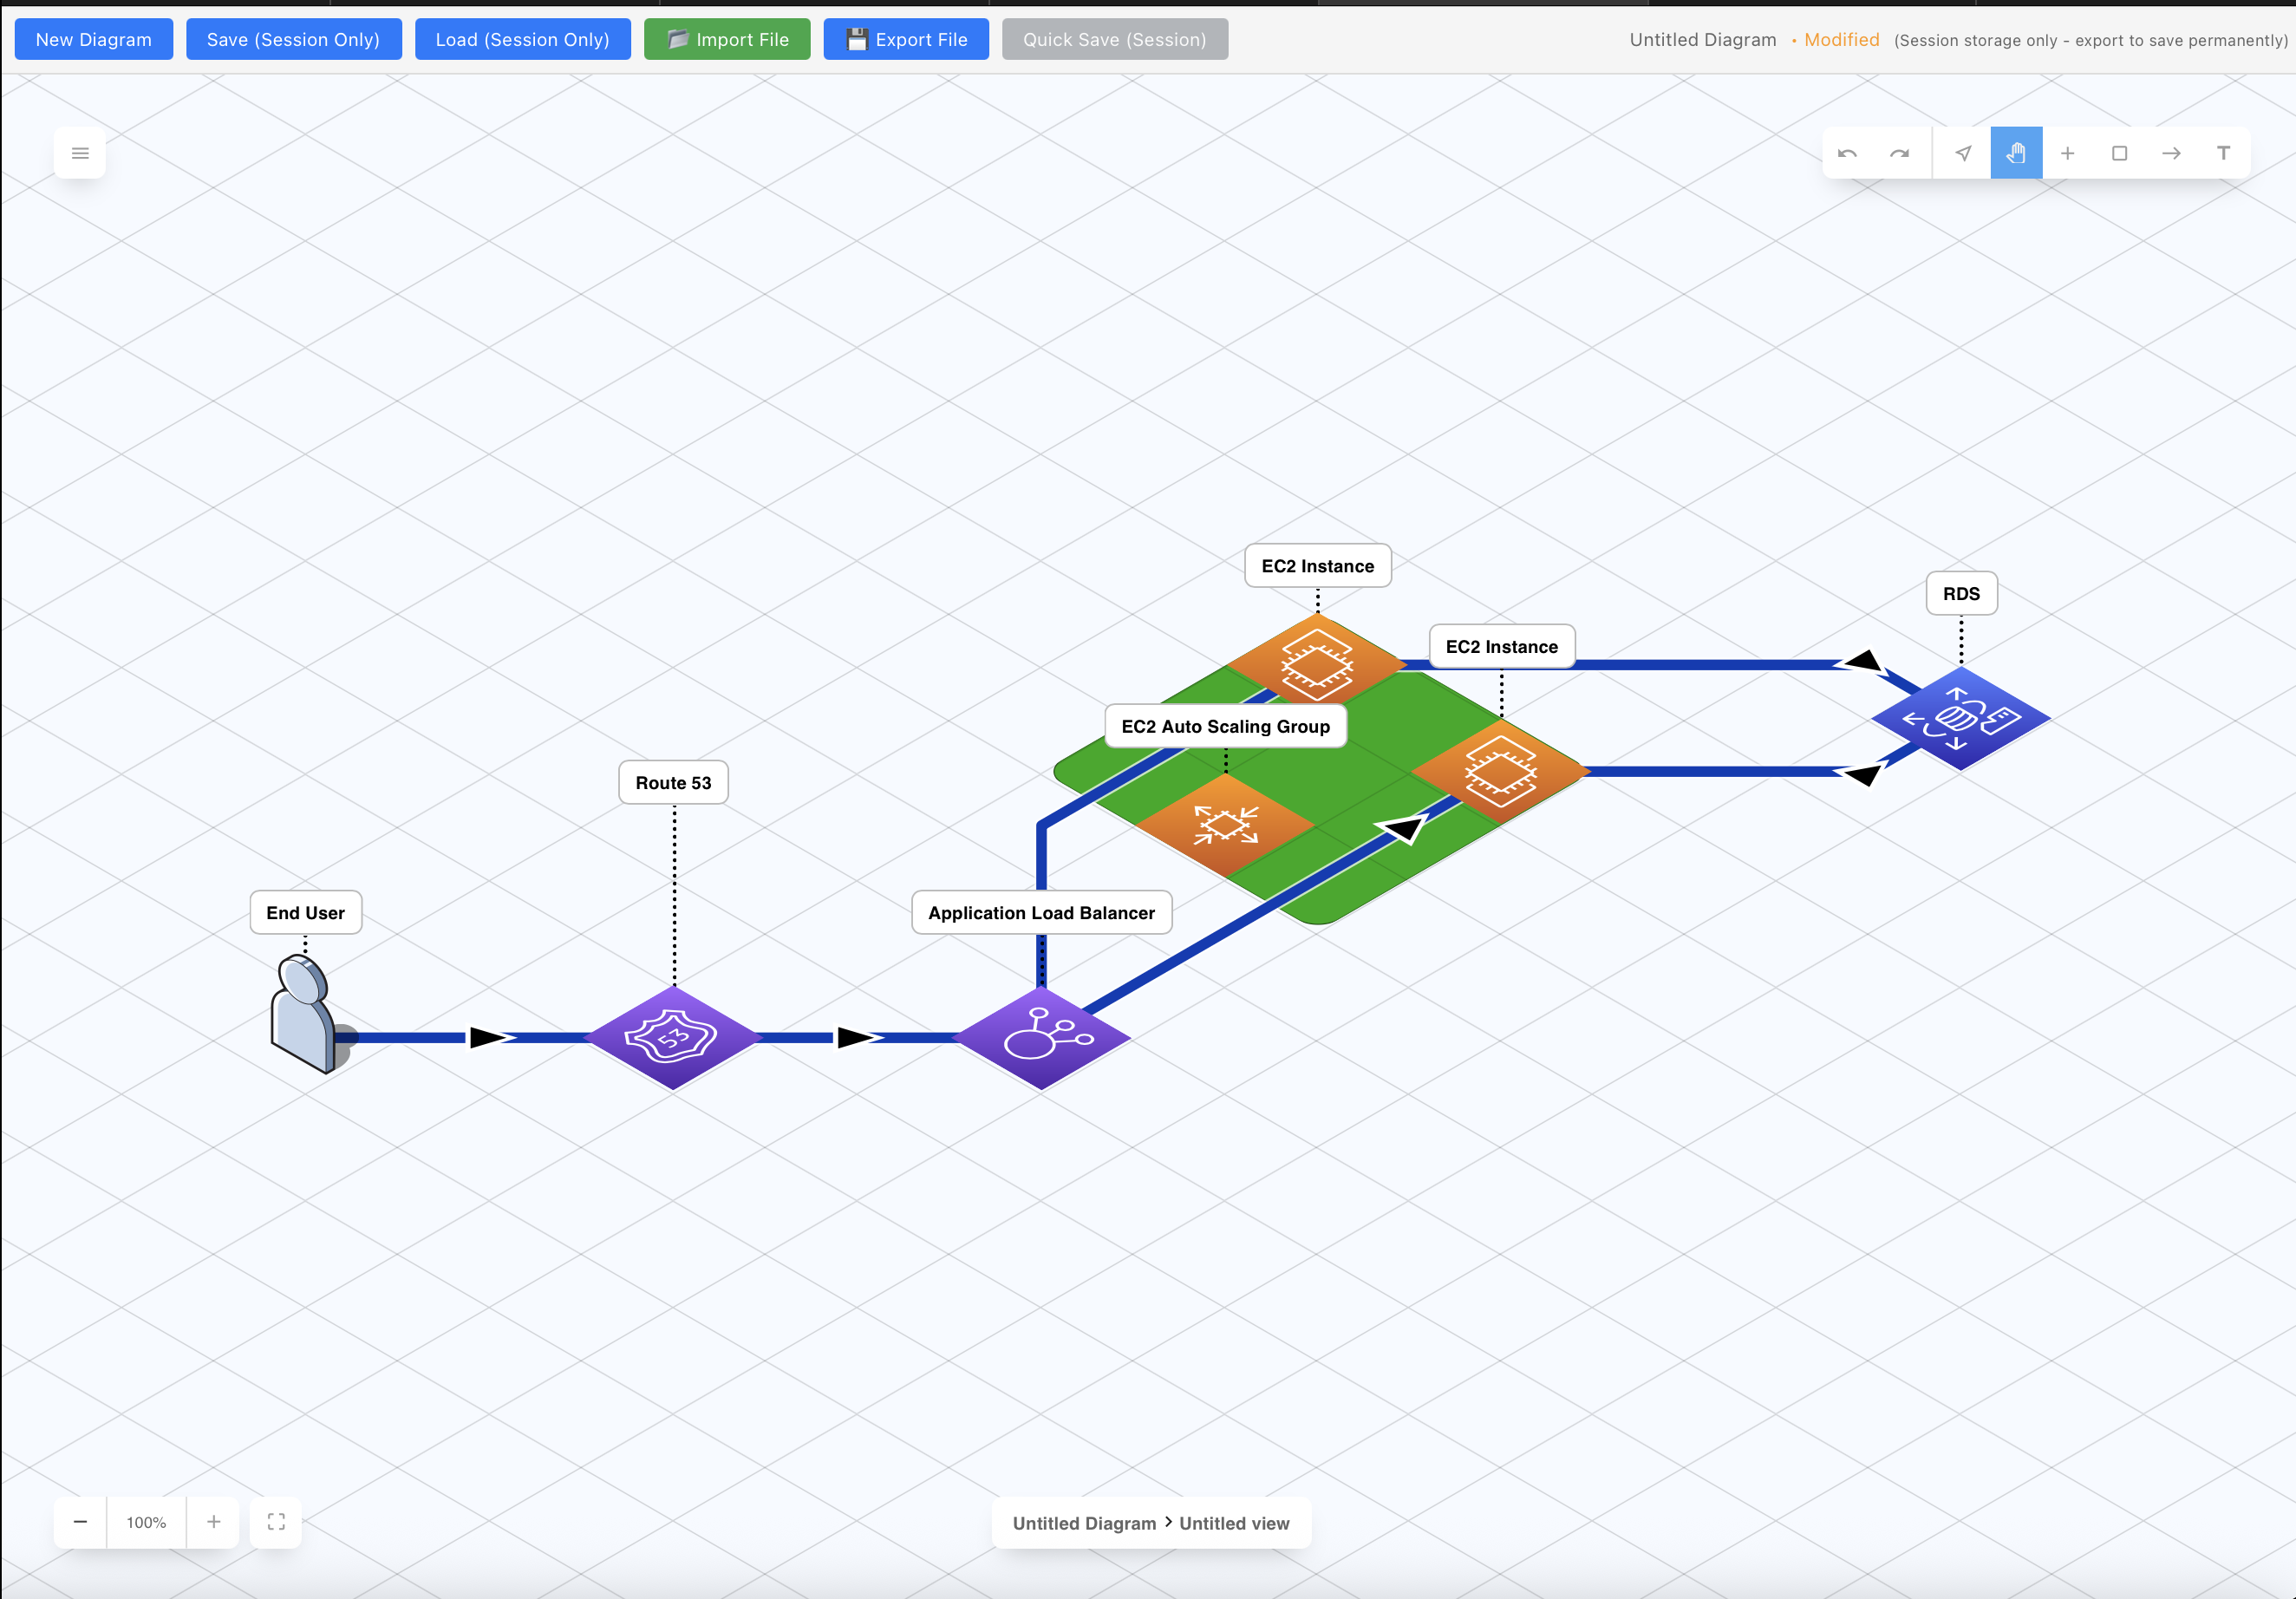 New Diagram
Save (Session Only)
Load (Session Only)
📂 Import File
💾 Export File
Quick Save (Session)
Untitled Diagram • Modified (Session storage only - export to save permanently)
T
EC2 Instance
RDS
EC2 Instance
EC2 Auto Scaling Group
Route 53
End User
Application Load Balancer
53
100%
Untitled Diagram > Untitled view